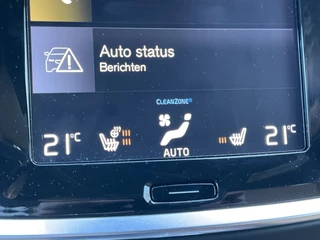 Auto status
Berichten
CLEANZONE
21°C
AUTO
21°C